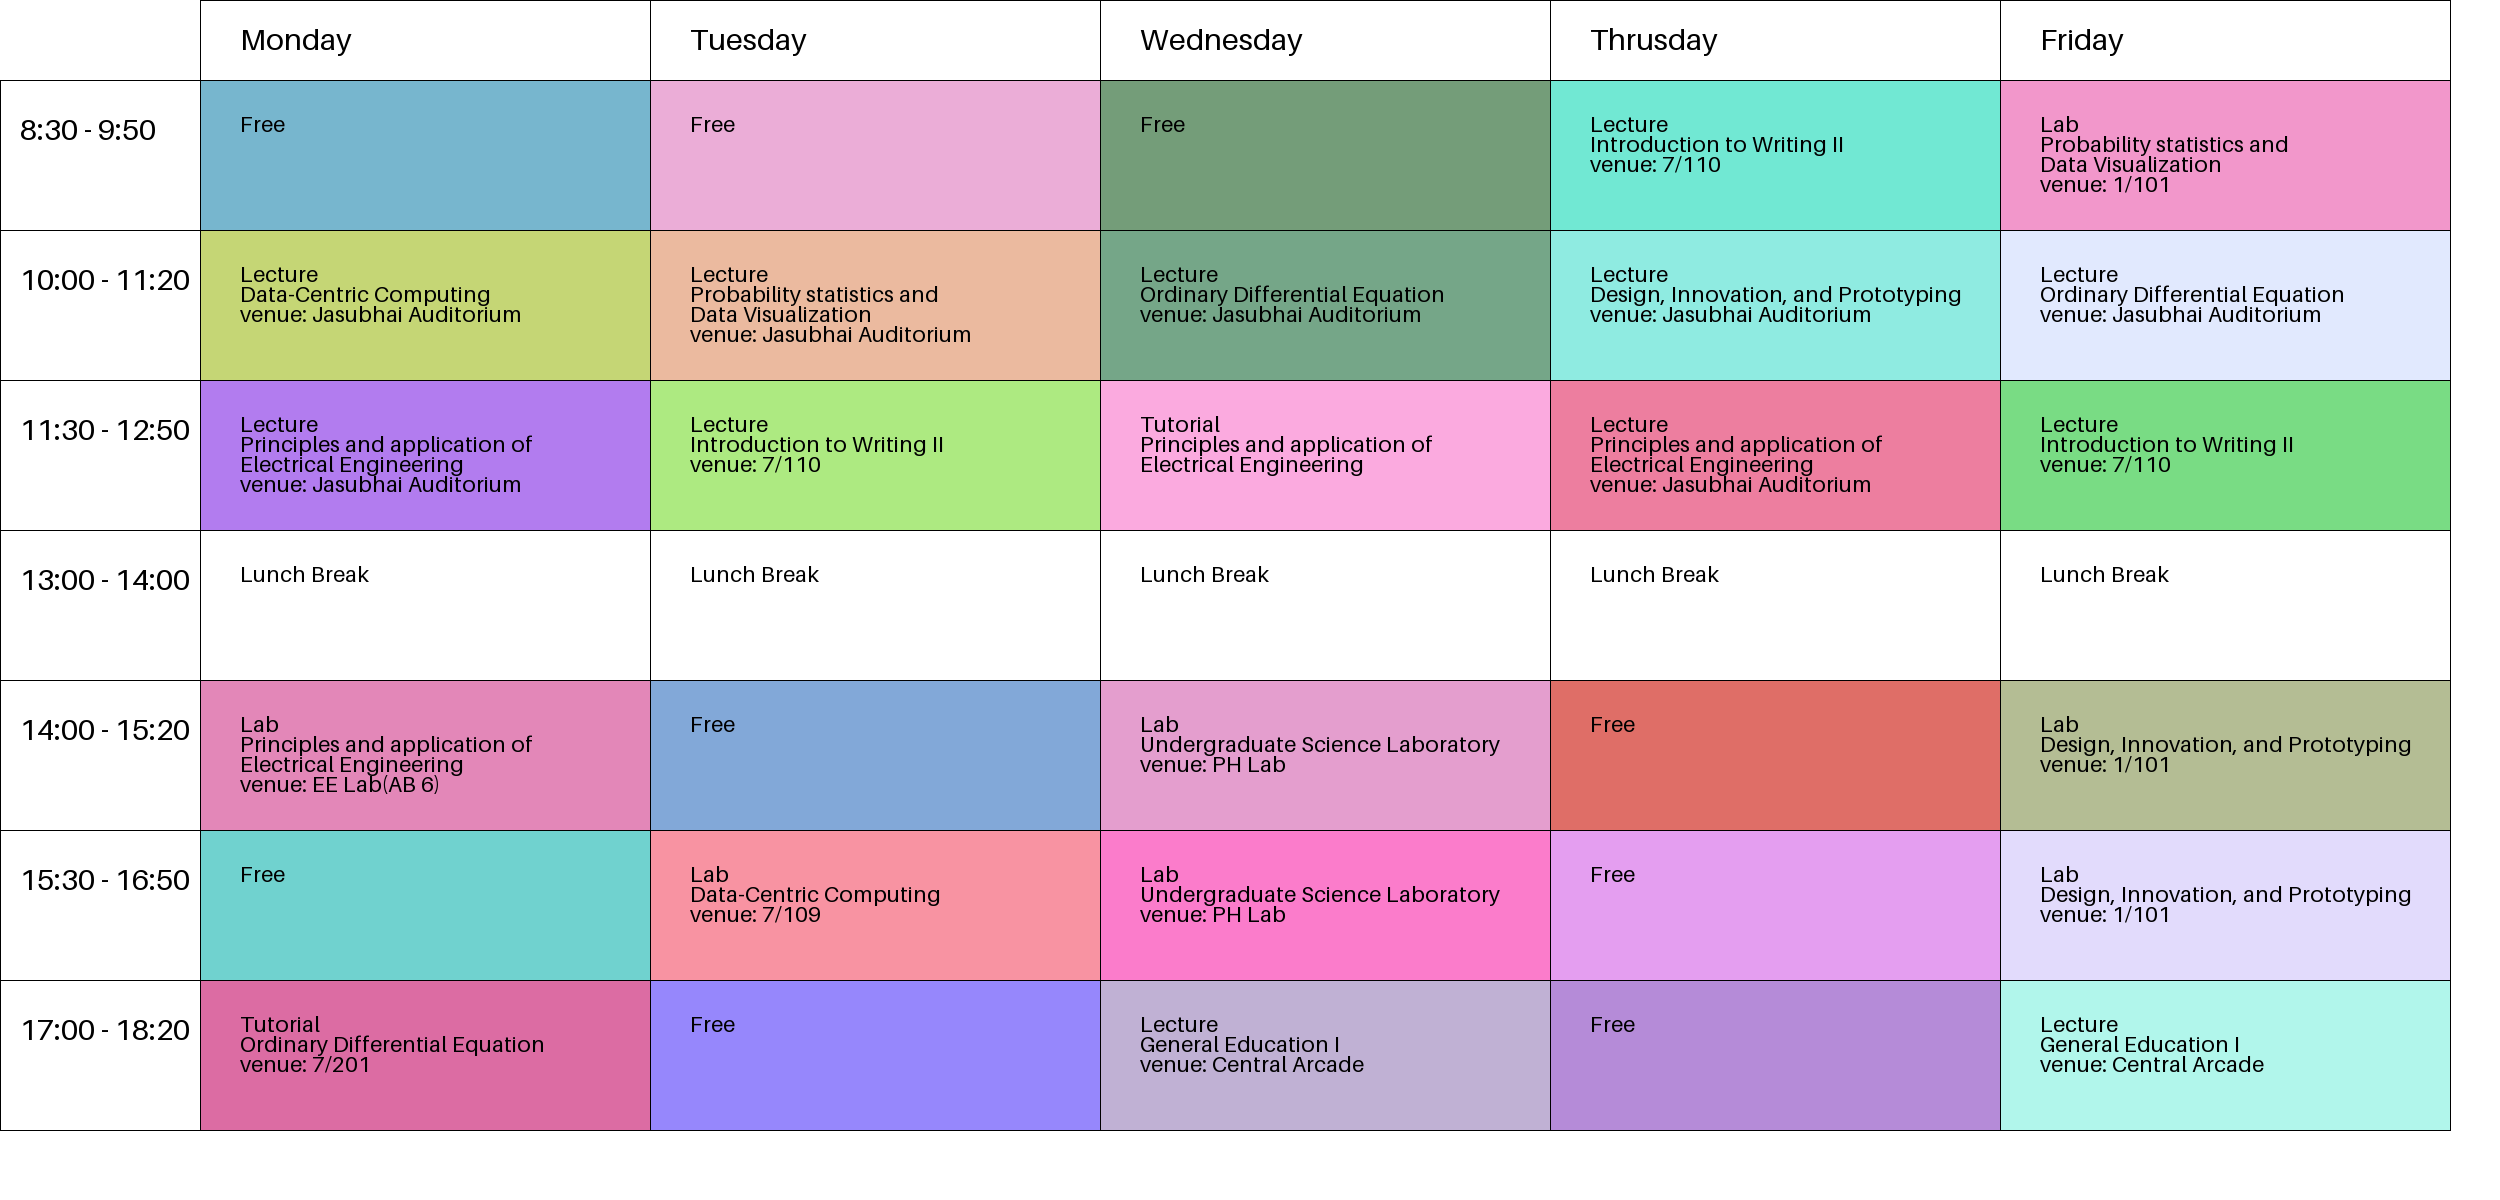 Monday Tuesday Wednesday Thrusday Friday
8:30 - 9:50
Free
Free
Free
Lecture
Introduction to Writing II
venue: 7/110
Lab
Probability statistics and
Data Visualization
venue: 1/101
10:00 - 11:20
Lecture
Data-Centric Computing
venue: Jasubhai Auditorium
Lecture
Probability statistics and
Data Visualization
venue: Jasubhai Auditorium
Lecture
Ordinary Differential Equation
venue: Jasubhai Auditorium
Lecture
Design, Innovation, and Prototyping
venue: Jasubhai Auditorium
Lecture
Ordinary Differential Equation
venue: Jasubhai Auditorium
11:30 - 12:50
Lecture
Principles and application of
Electrical Engineering
venue: Jasubhai Auditorium
Lecture
Introduction to Writing II
venue: 7/110
Tutorial
Principles and application of
Electrical Engineering
Lecture
Principles and application of
Electrical Engineering
venue: Jasubhai Auditorium
Lecture
Introduction to Writing II
venue: 7/110
13:00 - 14:00
Lunch Break
Lunch Break
Lunch Break
Lunch Break
Lunch Break
14:00 - 15:20
Lab
Principles and application of
Electrical Engineering
venue: EE Lab(AB 6)
Free
Lab
Undergraduate Science Laboratory
venue: PH Lab
Free
Lab
Design, Innovation, and Prototyping
venue: 1/101
15:30 - 16:50
Free
Lab
Data-Centric Computing
venue: 7/109
Lab
Undergraduate Science Laboratory
venue: PH Lab
Free
Lab
Design, Innovation, and Prototyping
venue: 1/101
17:00 - 18:20
Tutorial
Ordinary Differential Equation
venue: 7/201
Free
Lecture
General Education I
venue: Central Arcade
Free
Lecture
General Education I
venue: Central Arcade